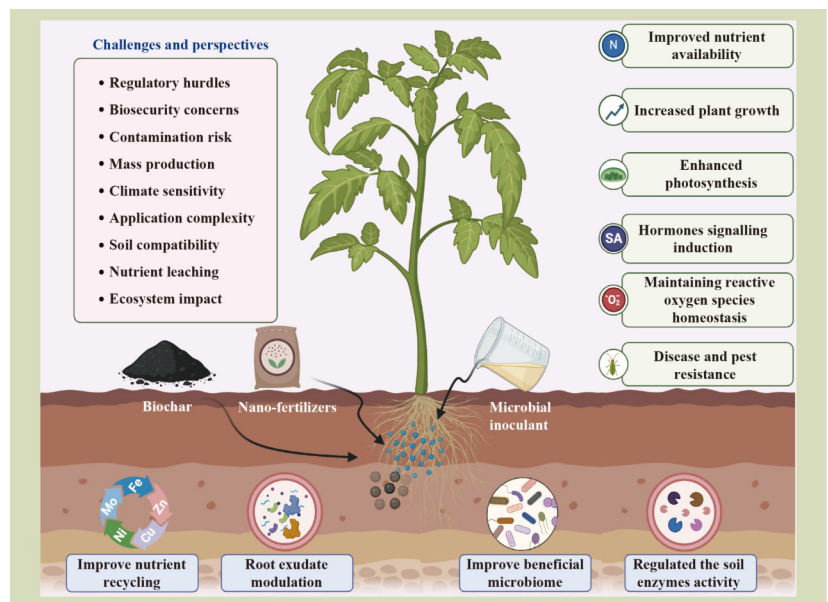 Challenges and perspectives
• Regulatory hurdles
• Biosecurity concerns
• Contamination risk
• Mass production
• Climate sensitivity
• Application complexity
• Soil compatibility
• Nutrient leaching
• Ecosystem impact
N
Improved nutrient
availability
Increased plant growth
Enhanced
photosynthesis
SA
Hormones signalling
induction
•O₂⁻
Maintaining reactive
oxygen species
homeostasis
Disease and pest
resistance
Biochar
Nano-fertilizers
Microbial
inoculant
Fe
Zn
Cu
Ni
Mo
Improve nutrient
recycling
Root exudate
modulation
Improve beneficial
microbiome
Regulated the soil
enzymes activity